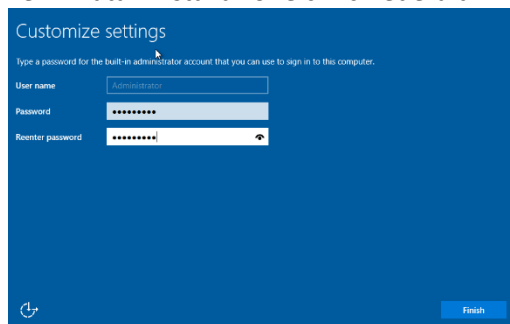 Customize settings
Type a password for the built-in administrator account that you can use to sign in to this computer.
User name
Administrator
Password
•••••••••
Reenter password
•••••••••
Finish